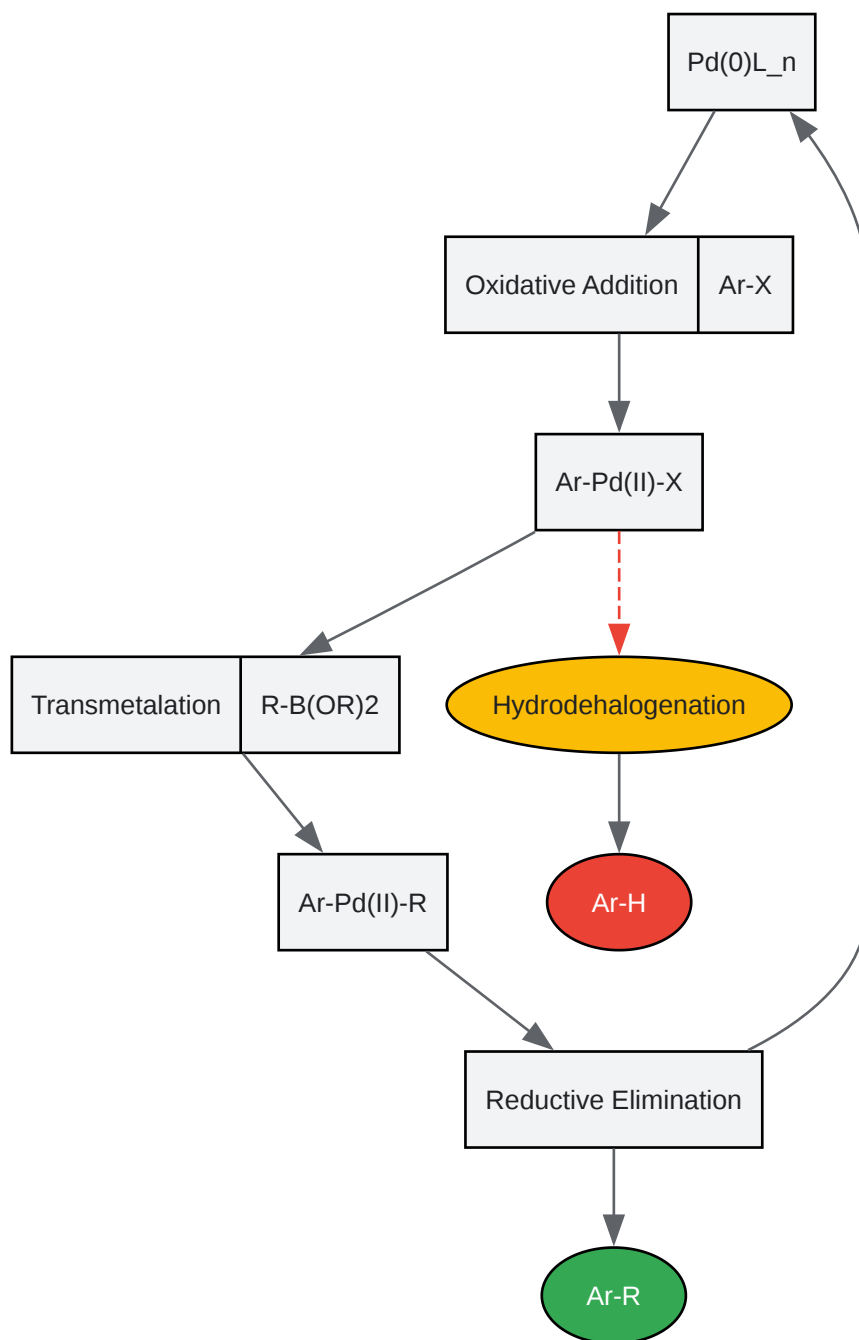 Pd(0)L_n
Oxidative Addition
Ar-X
Ar-Pd(II)-X
Transmetalation
R-B(OR)2
Hydrodehalogenation
Ar-Pd(II)-R
Ar-H
Reductive Elimination
Ar-R